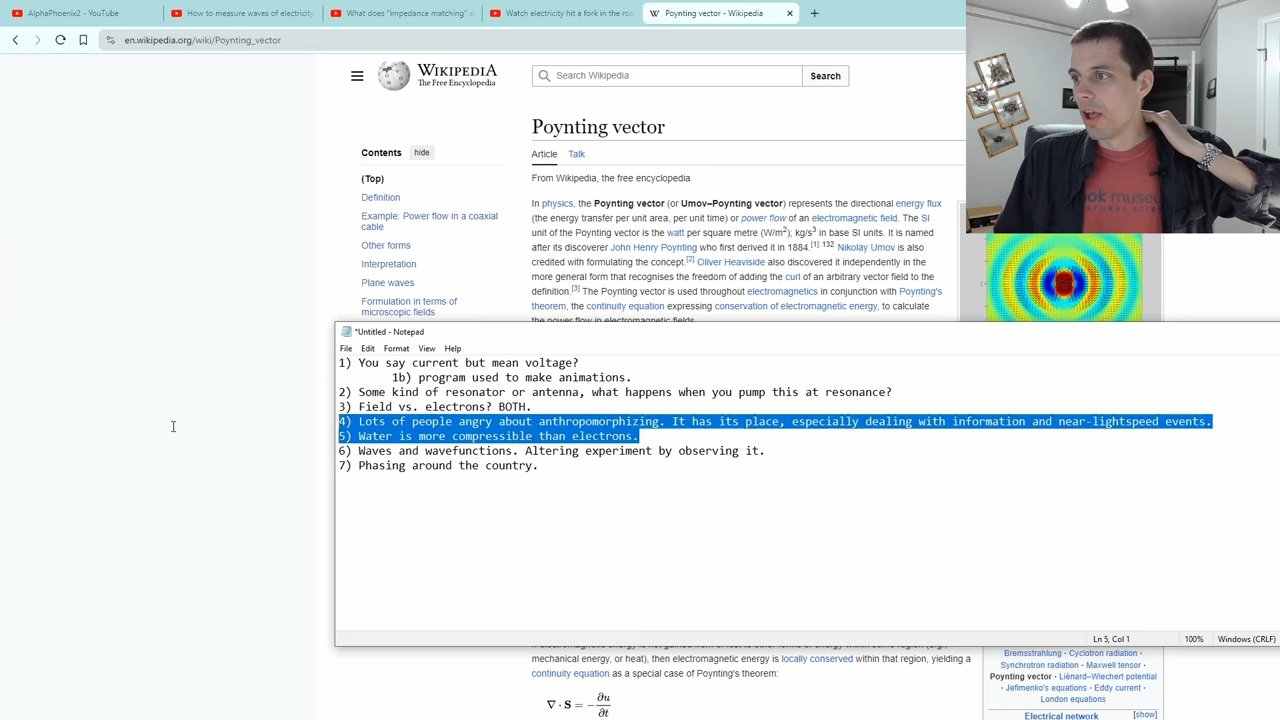 AlphaPhoenix2 - YouTube
How to measure waves of electricity
What does "impedance matching" a
Watch electricity hit a fork in the roa
Poynting vector - Wikipedia
en.wikipedia.org/wiki/Poynting_vector
WIKIPEDIA
The Free Encyclopedia
Search Wikipedia
Search
Poynting vector
Contents hide
Article Talk
(Top)
From Wikipedia, the free encyclopedia
Definition
Example: Power flow in a coaxial
cable
Other forms
Interpretation
Plane waves
Formulation in terms of
microscopic fields
In physics, the Poynting vector (or Umov–Poynting vector) represents the directional energy flux
(the energy transfer per unit area, per unit time) or power flow of an electromagnetic field. The SI
unit of the Poynting vector is the watt per square metre (W/m²); kg/s³ in base SI units. It is named
after its discoverer John Henry Poynting who first derived it in 1884.[1]: 132 Nikolay Umov is also
credited with formulating the concept.[2] Oliver Heaviside also discovered it independently in the
more general form that recognises the freedom of adding the curl of an arbitrary vector field to the
definition.[3] The Poynting vector is used throughout electromagnetics in conjunction with Poynting's
theorem, the continuity equation expressing conservation of electromagnetic energy, to calculate
the power flow in electromagnetic fields.
*Untitled - Notepad
File Edit Format View Help
1) You say current but mean voltage?
1b) program used to make animations.
2) Some kind of resonator or antenna, what happens when you pump this at resonance?
3) Field vs. electrons? BOTH.
4) Lots of people angry about anthropomorphizing. It has its place, especially dealing with information and near-lightspeed events.
5) Water is more compressible than electrons.
6) Waves and wavefunctions. Altering experiment by observing it.
7) Phasing around the country.
Ln 5, Col 1 100% Windows (CRLF)
mechanical energy, or heat), then electromagnetic energy is locally conserved within that region, yielding a
continuity equation as a special case of Poynting's theorem:
∇ · S = −∂u/∂t
Bremsstrahlung · Cyclotron radiation ·
Synchrotron radiation · Maxwell tensor ·
Poynting vector · Liénard–Wiechert potential
· Jefimenko's equations · Eddy current ·
London equations
Electrical network [show]
ook museu
ATURAL SCIE